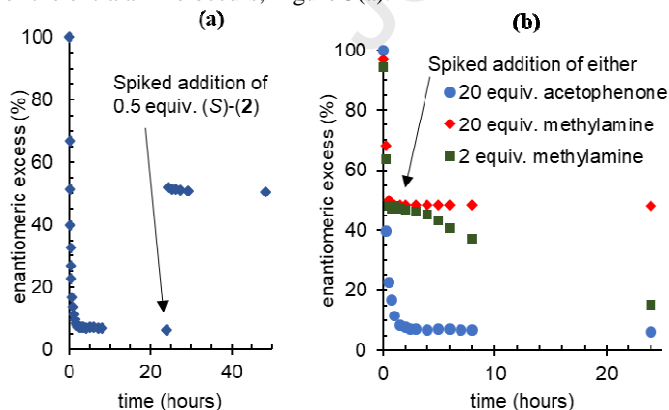 (a)
100
80
60
40
20
0
enantiomeric excess (%)
Spiked addition of
0.5 equiv. (S)-(2)
0 20 40
time (hours)
(b)
100
80
60
40
20
0
enantiomeric excess (%)
Spiked addition of either
20 equiv. acetophenone
20 equiv. methylamine
2 equiv. methylamine
0 10 20
time (hours)